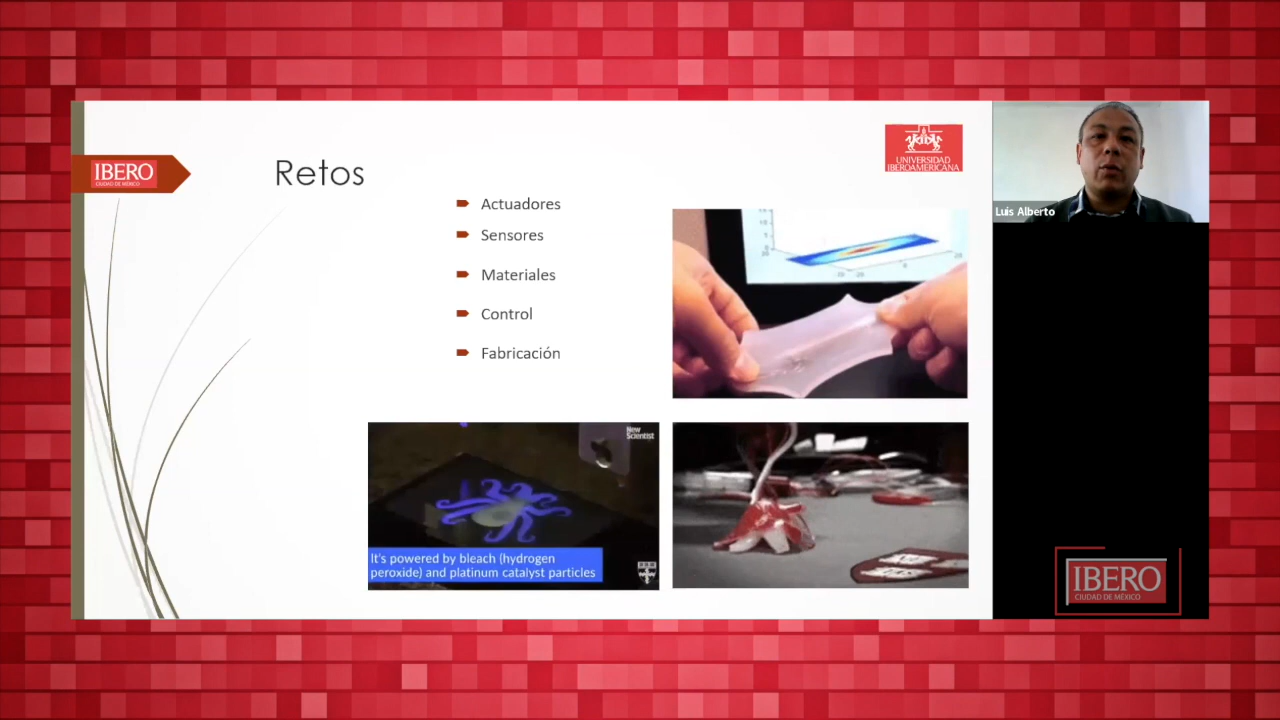 IBERO
CIUDAD DE MÉXICO
Retos
UNIVERSIDAD
IBEROAMERICANA
Actuadores
Sensores
Materiales
Control
Fabricación
Luis Alberto
New
Scientist
It's powered by bleach (hydrogen
peroxide) and platinum catalyst particles
IBERO
CIUDAD DE MÉXICO